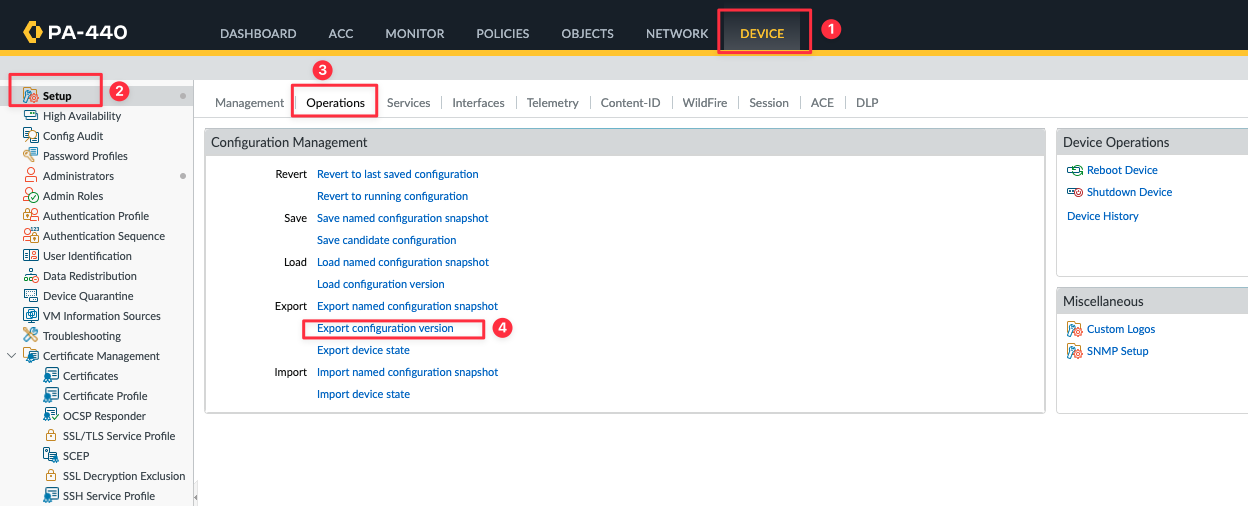 PA-440
DASHBOARD ACC MONITOR POLICIES OBJECTS NETWORK DEVICE 1
3
Setup 2
High Availability
Config Audit
Password Profiles
Administrators
Admin Roles
Authentication Profile
Authentication Sequence
User Identification
Data Redistribution
Device Quarantine
VM Information Sources
Troubleshooting
Certificate Management
Certificates
Certificate Profile
OCSP Responder
SSL/TLS Service Profile
SCEP
SSL Decryption Exclusion
SSH Service Profile
Management Operations Services Interfaces Telemetry Content-ID WildFire Session ACE DLP
Configuration Management
Revert Revert to last saved configuration
Revert to running configuration
Save Save named configuration snapshot
Save candidate configuration
Load Load named configuration snapshot
Load configuration version
Export Export named configuration snapshot
Export configuration version 4
Export device state
Import Import named configuration snapshot
Import device state
Device Operations
Reboot Device
Shutdown Device
Device History
Miscellaneous
Custom Logos
SNMP Setup